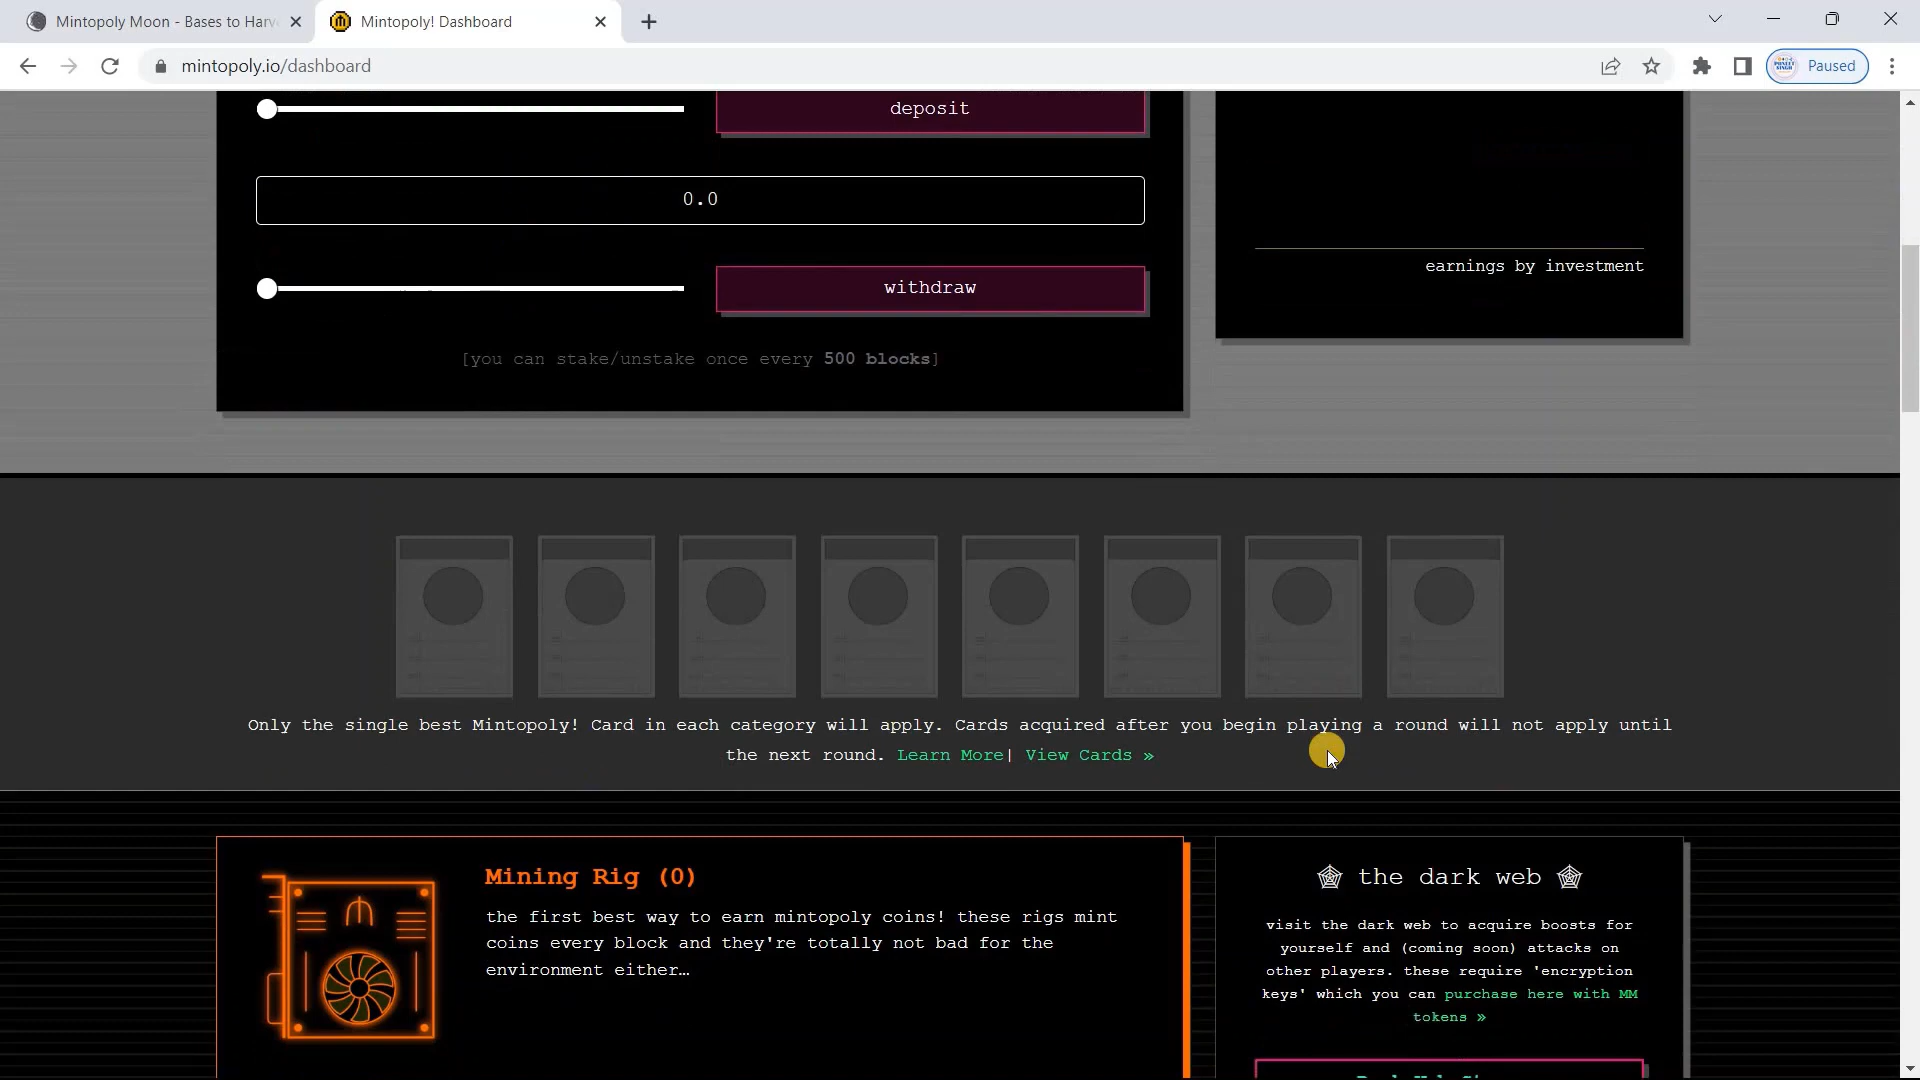 Mintopoly Moon - Bases to Harv
Mintopoly! Dashboard
mintopoly.io/dashboard
Paused
deposit
0.0
withdraw
[you can stake/unstake once every 500 blocks]
earnings by investment
Only the single best Mintopoly! Card in each category will apply. Cards acquired after you begin playing a round will not apply until
the next round. Learn More| View Cards »
Mining Rig (0)
the first best way to earn mintopoly coins! these rigs mint
coins every block and they're totally not bad for the
environment either…
the dark web
visit the dark web to acquire boosts for
yourself and (coming soon) attacks on
other players. these require 'encryption
keys' which you can purchase here with MM
tokens »